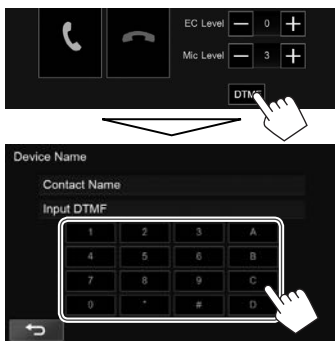 EC Level 0
Mic Level 3
DTMF
Device Name
Contact Name
Input DTMF
1 2 3 A
4 5 6 B
7 8 9 C
0 * # D